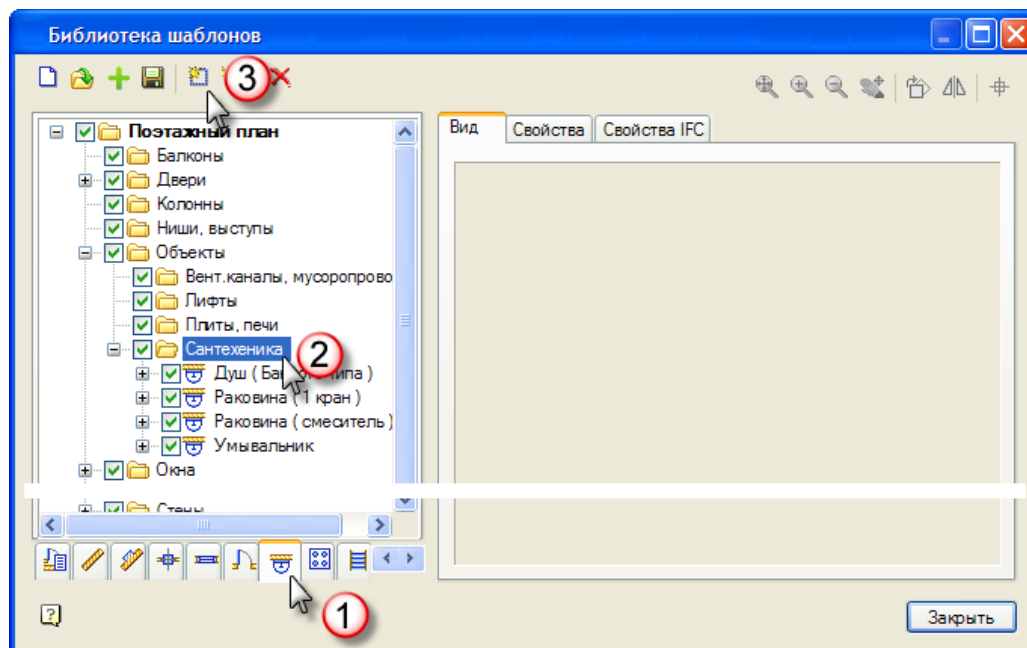 Библиотека шаблонов
3
Вид Свойства Свойства IFC
Поэтажный план
Балконы
Двери
Колонны
Ниши, выступы
Объекты
Вент.каналы, мусоропрово
Лифты
Плиты, печи
Сантехеника 2
Душ ( Ба
Раковина ( 1 кран )
Раковина ( смеситель )
Умывальник
Окна
Стены
1
Закрыть